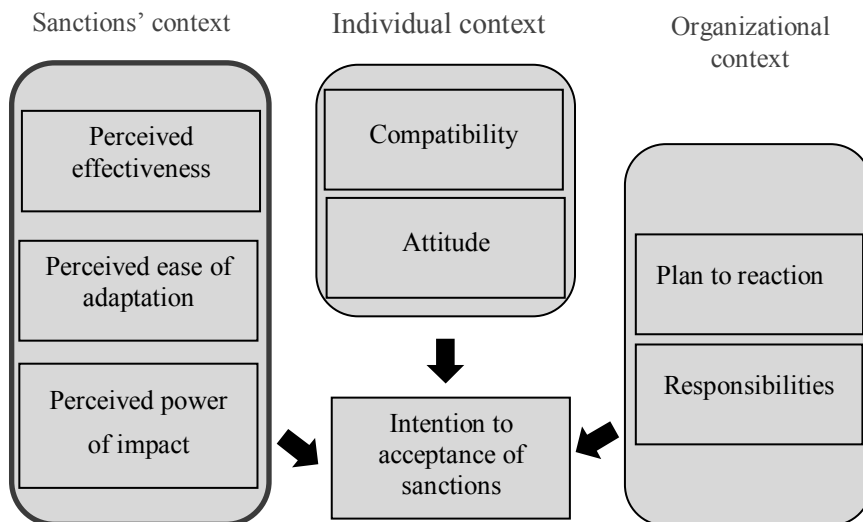 Sanctions’ context
Perceived
effectiveness
Perceived ease of
adaptation
Perceived power
of impact
Individual context
Compatibility
Attitude
Intention to
acceptance of
sanctions
Organizational
context
Plan to reaction
Responsibilities